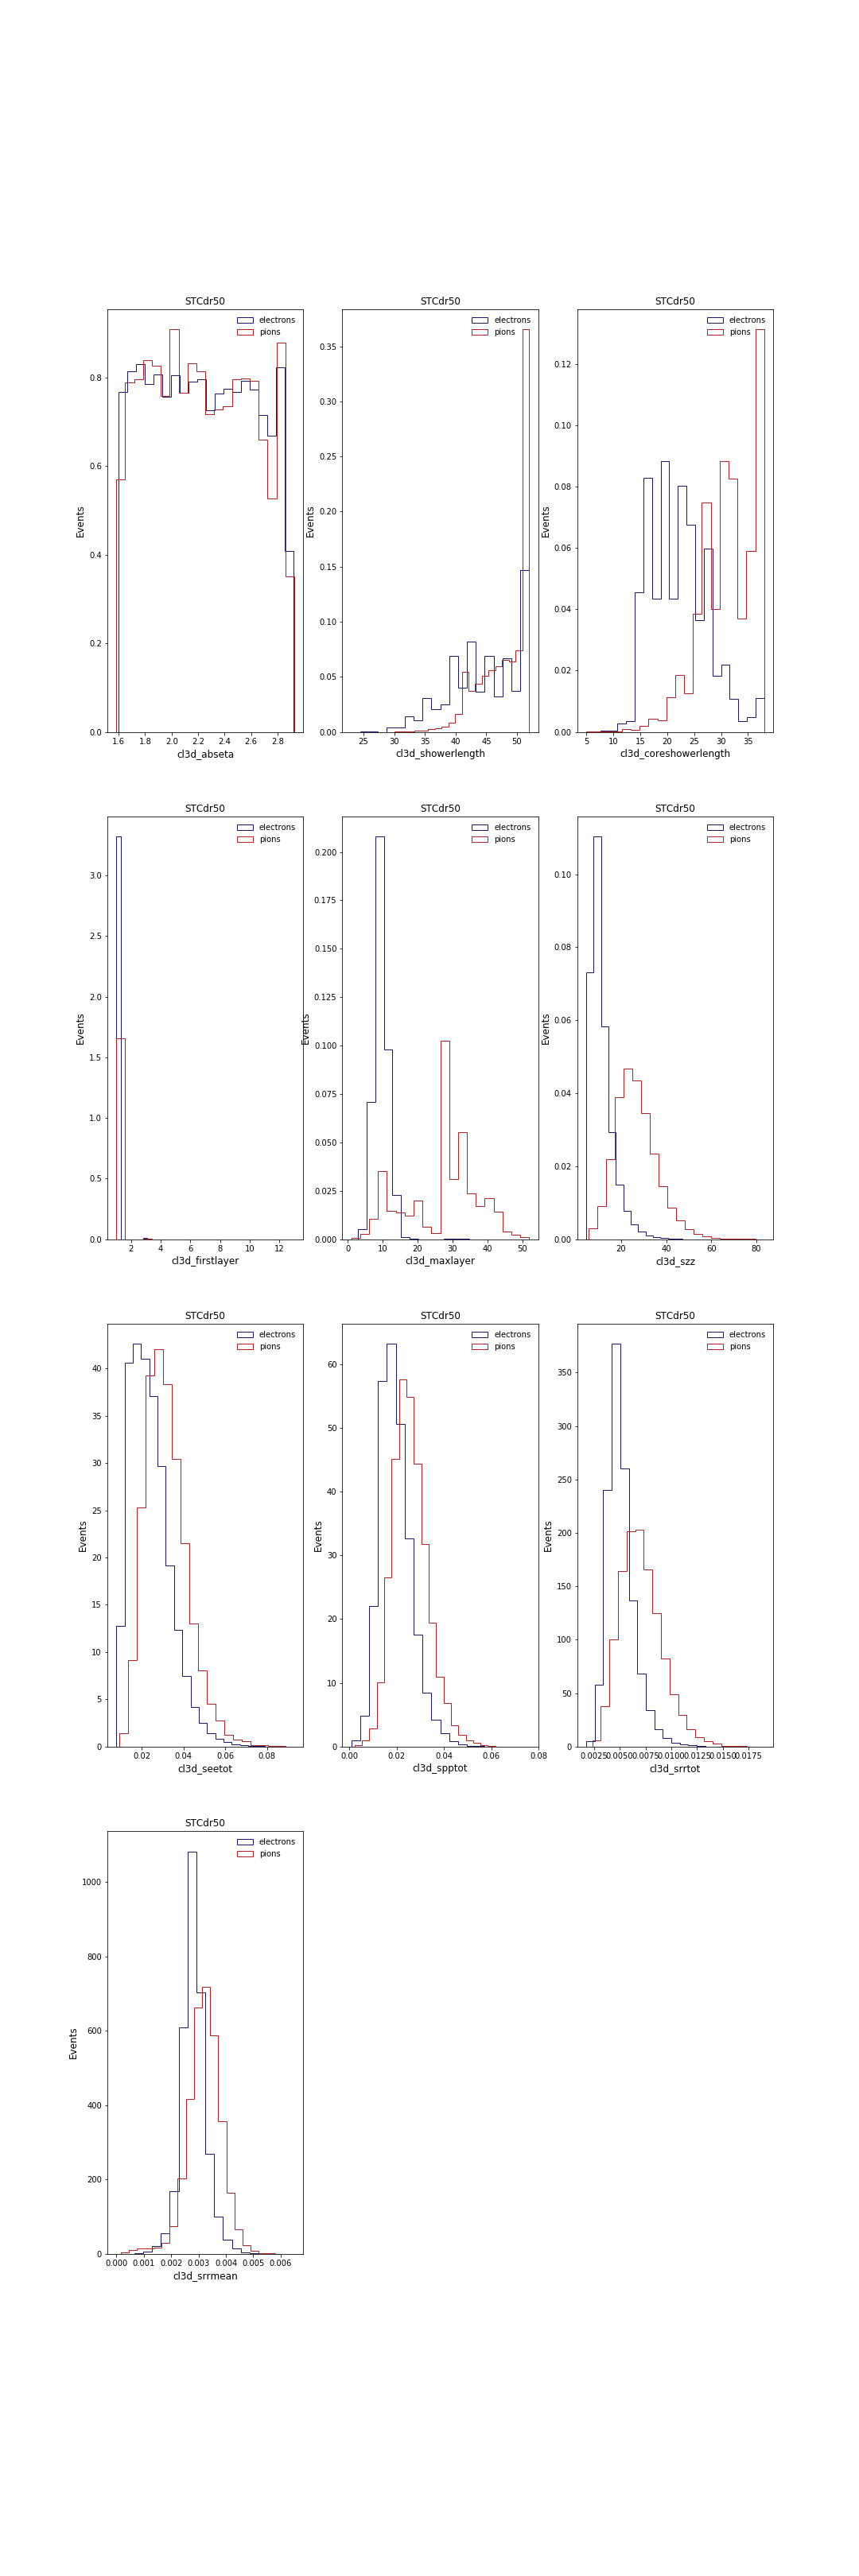 STCdr50 STCdr50 STCdr50
electrons electrons electrons
pions pions pions
0.8 0.35 0.12
0.30 0.10
0.6 0.25 0.08
Events Events Events
0.20
0.4 0.15 0.06
0.10 0.04
0.2 0.05 0.02
0.0 0.00 0.00
1.6 1.8 2.0 2.2 2.4 2.6 2.8 25 30 35 40 45 50 5 10 15 20 25 30 35
cl3d_abseta cl3d_showerlength cl3d_coreshowerlength
STCdr50 STCdr50 STCdr50
electrons electrons electrons
pions pions pions
3.0 0.200 0.10
2.5 0.175 0.08
2.0 0.150
0.125 0.06
Events Events Events
1.5 0.100
1.0 0.075 0.04
0.050 0.02
0.5 0.025
0.0 0.000 0.00
2 4 6 8 10 12 0 10 20 30 40 50 20 40 60 80
cl3d_firstlayer cl3d_maxlayer cl3d_szz
STCdr50 STCdr50 STCdr50
electrons electrons electrons
pions pions pions
40 60 350
35 50 300
30 250
25 40 200
Events Events Events
20 30 150
15 20 100
10 10 50
5
0 0 0
0.02 0.04 0.06 0.08 0.00 0.02 0.04 0.06 0.08 0.0025 0.0050 0.0075 0.0100 0.0125 0.0150 0.0175
cl3d_seetot cl3d_spptot cl3d_srrtot
STCdr50
electrons
pions
1000
800
600
Events
400
200
0
0.000 0.001 0.002 0.003 0.004 0.005 0.006
cl3d_srrmean